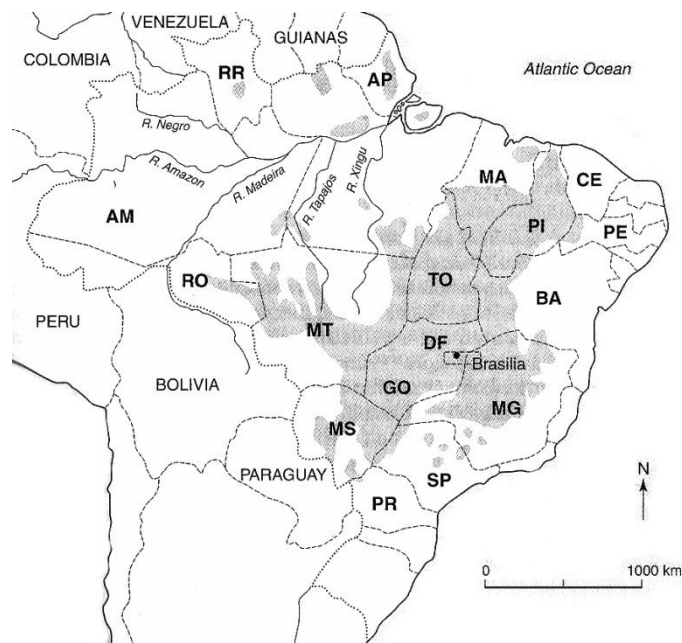 VENEZUELA
GUIANAS
COLOMBIA
RR
AP
Atlantic Ocean
R. Negro
R. Amazon
R. Madeira
R. Tapajos
R. Xingu
MA
CE
AM
PI
PE
RO
TO
BA
PERU
MT
DF
Brasilia
BOLIVIA
GO
MG
MS
N
PARAGUAY
SP
PR
0
1000 km